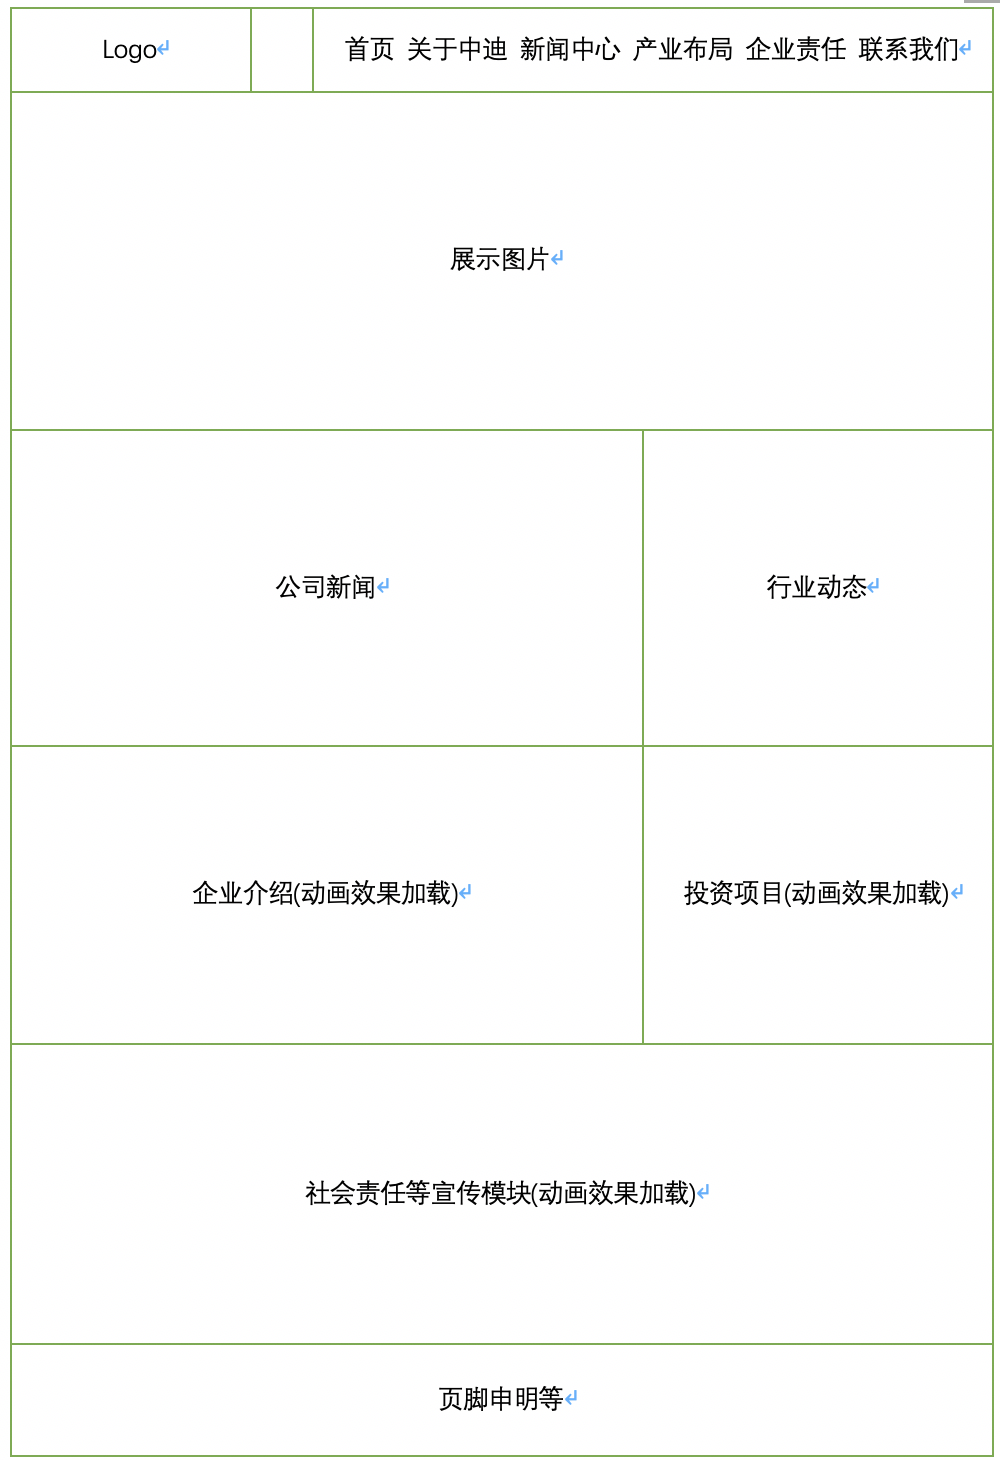 Logo
首页 关于中迪 新闻中心 产业布局 企业责任 联系我们
展示图片
公司新闻
行业动态
企业介绍(动画效果加载)
投资项目(动画效果加载)
社会责任等宣传模块(动画效果加载)
页脚申明等